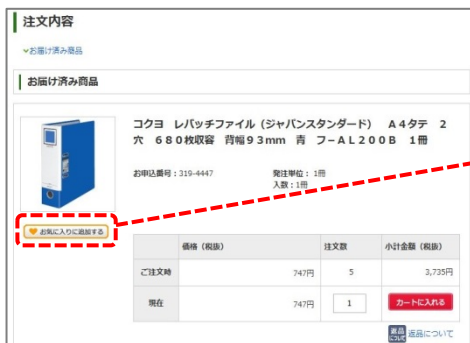 注文内容
お届け済み商品
お届け済み商品
コクヨ レバッチファイル（ジャパンスタンダード） A4タテ 2
穴 680枚収容 背幅93mm 青 フ-AL200B 1冊
お申込番号：319-4447 発注単位：1冊
入数：1冊
お気に入りに追加する
価格（税抜） 注文数 小計金額（税抜）
ご注文時 747円 5 3,735円
現在 747円 1 カートに入れる
返品について 返品について